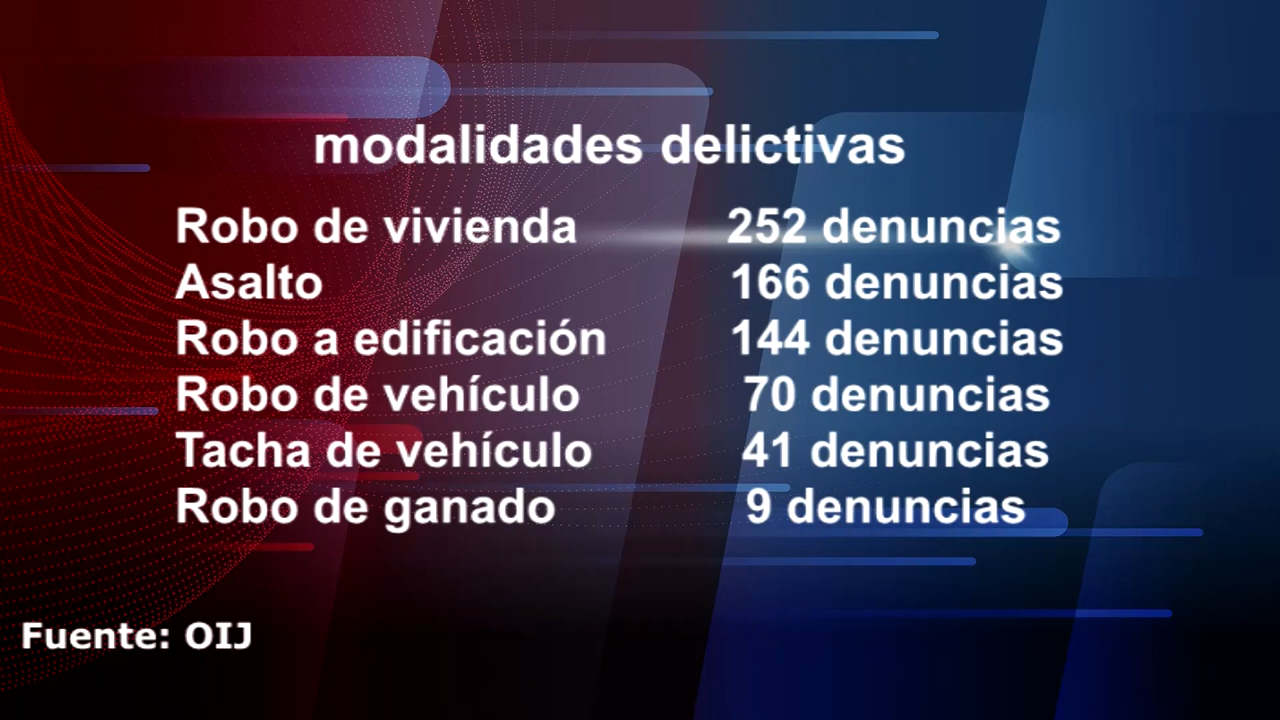 modalidades delictivas
Robo de vivienda 252 denuncias
Asalto 166 denuncias
Robo a edificación 144 denuncias
Robo de vehículo 70 denuncias
Tacha de vehículo 41 denuncias
Robo de ganado 9 denuncias
Fuente: OIJ